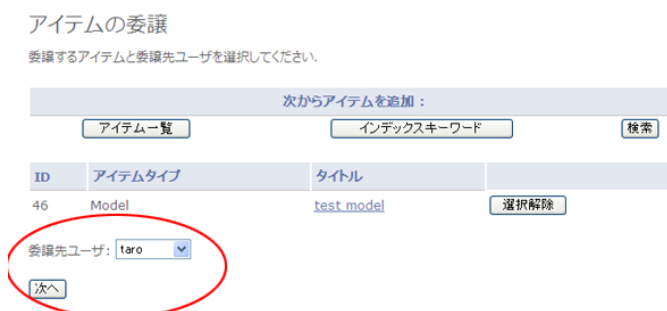 アイテムの委譲
委譲するアイテムと委譲先ユーザを選択してください.
次からアイテムを追加：
アイテム一覧 インデックスキーワード 検索
ID アイテムタイプ タイトル
46 Model test model 選択解除
委譲先ユーザ: taro
次へ